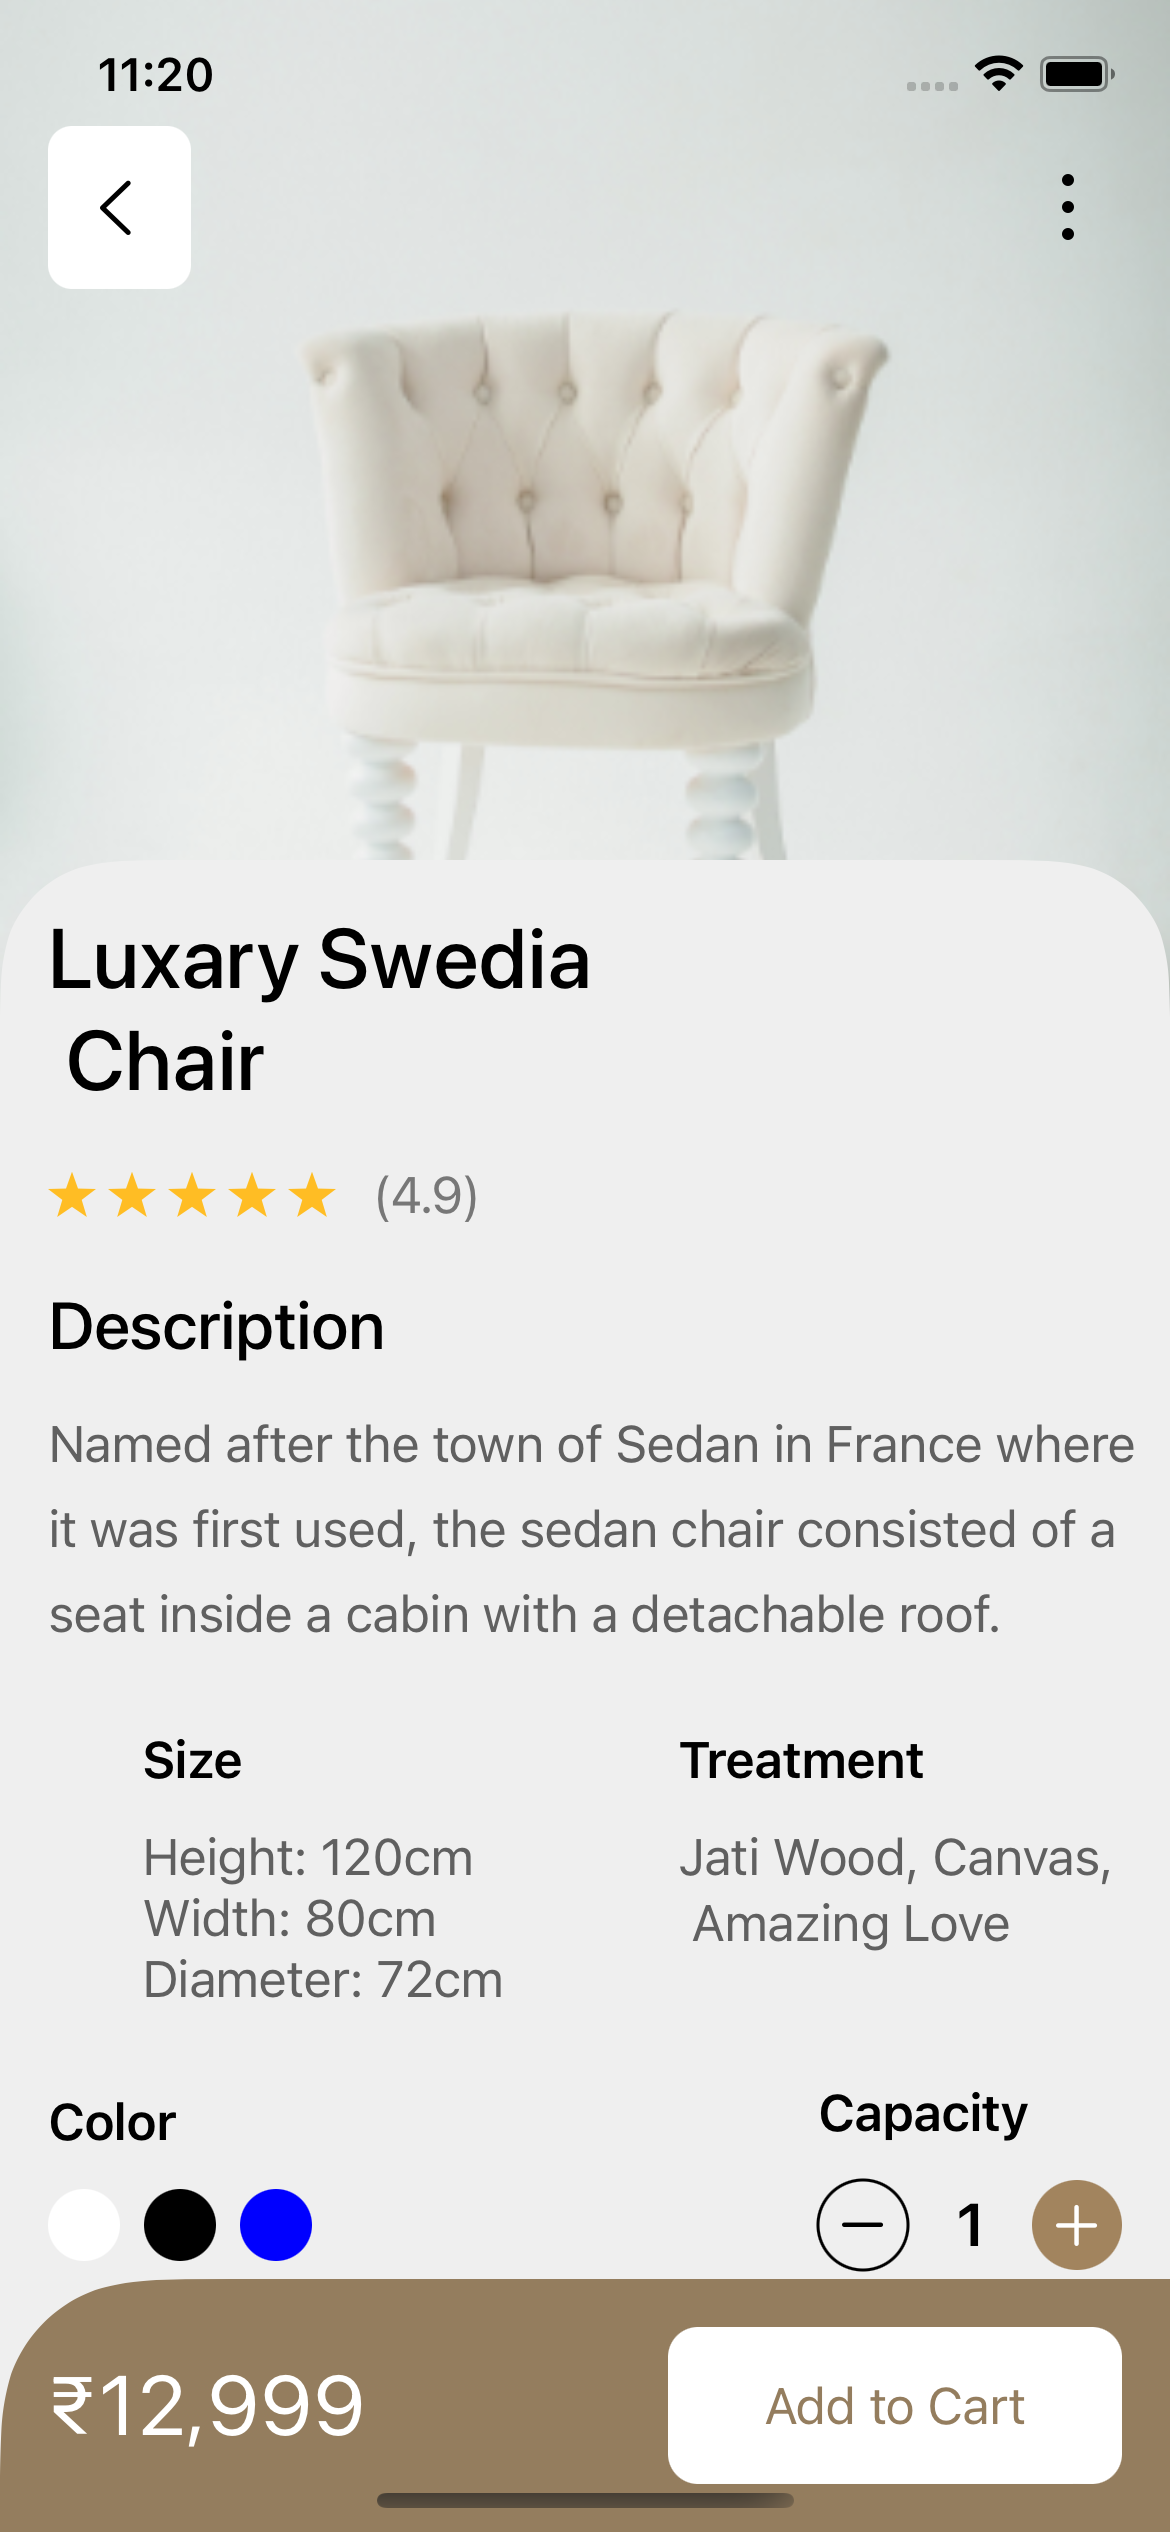 11:20
Luxary Swedia
Chair
(4.9)
Description
Named after the town of Sedan in France where
it was first used, the sedan chair consisted of a
seat inside a cabin with a detachable roof.
Size
Height: 120cm
Width: 80cm
Diameter: 72cm
Treatment
Jati Wood, Canvas,
Amazing Love
Color
Capacity
1
₹12,999
Add to Cart